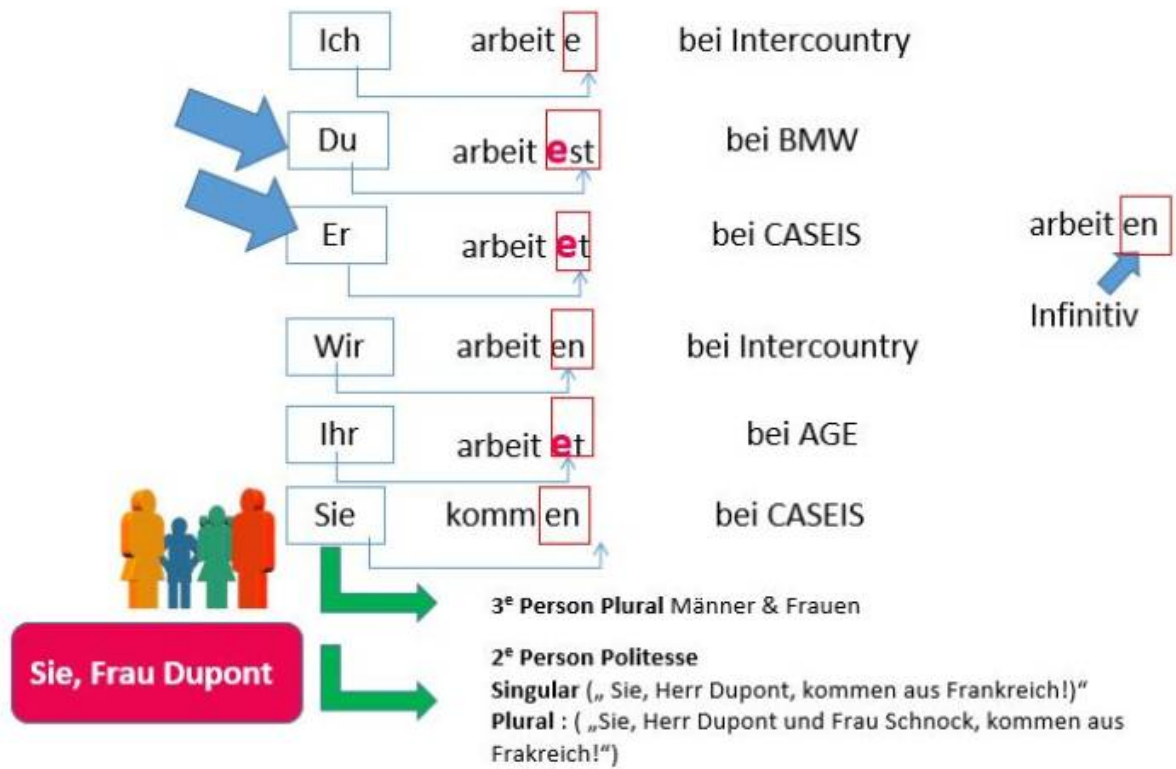 Ich arbeit e bei Intercountry
Du arbeit est bei BMW
Er arbeit et bei CASEIS
arbeit en
Infinitiv
Wir arbeit en bei Intercountry
Ihr arbeit et bei AGE
Sie komm en bei CASEIS
3e Person Plural Männer & Frauen
Sie, Frau Dupont
2e Person Politesse
Singular („ Sie, Herr Dupont, kommen aus Frankreich!)“
Plural : ( „Sie, Herr Dupont und Frau Schnock, kommen aus
Frakreich!“)